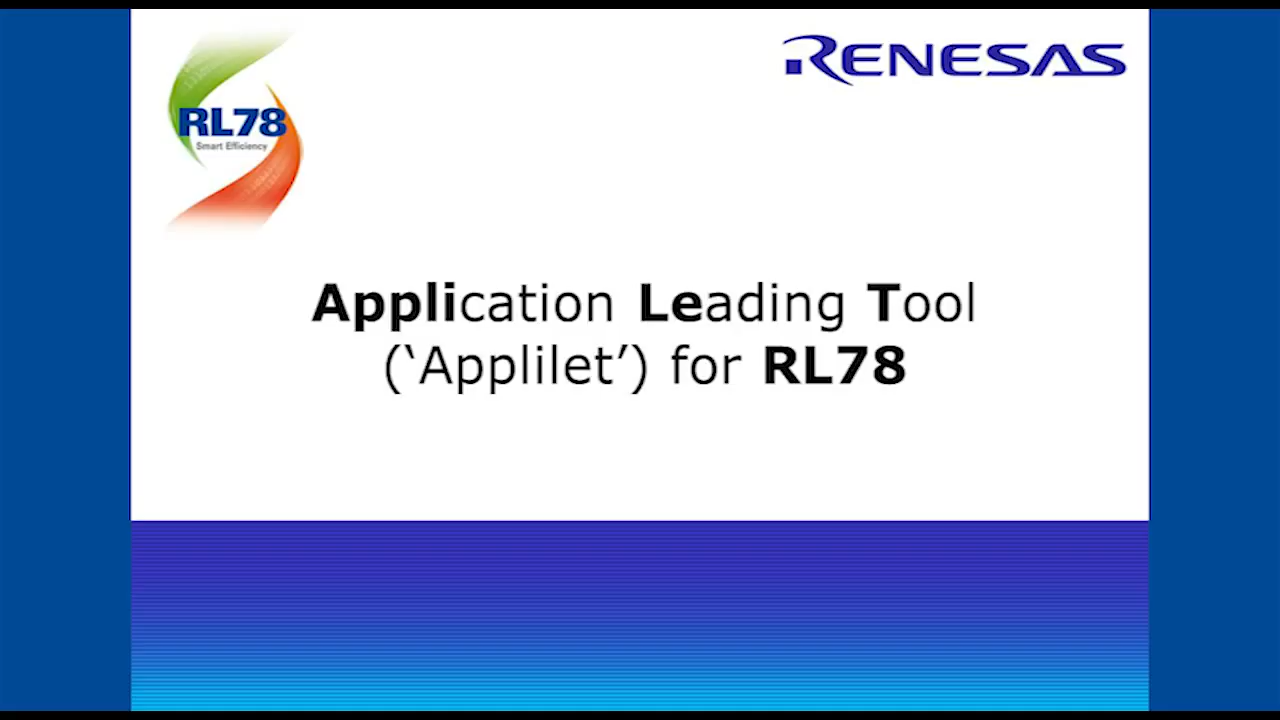 RENESAS
RL78
Smart Efficiency
Application Leading Tool
(‘Applilet’) for RL78